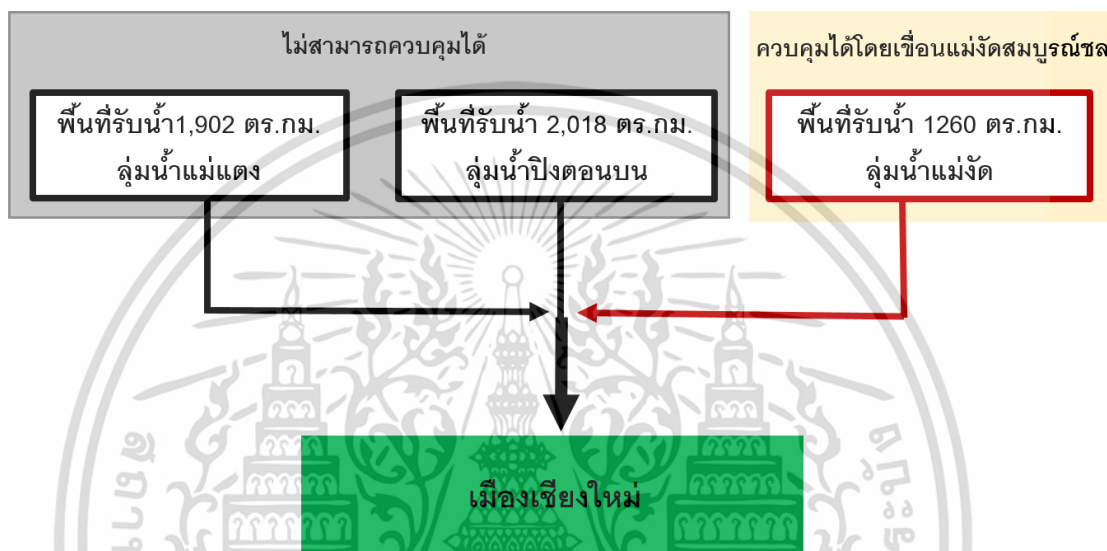 ไม่สามารถควบคุมได้
ควบคุมได้โดยเขื่อนแม่งัดสมบูรณ์ชล
พื้นที่รับน้ำ1,902 ตร.กม.
ลุ่มน้ำแม่แตง
พื้นที่รับน้ำ 2,018 ตร.กม.
ลุ่มน้ำปิงตอนบน
พื้นที่รับน้ำ 1260 ตร.กม.
ลุ่มน้ำแม่งัด
เมืองเชียงใหม่